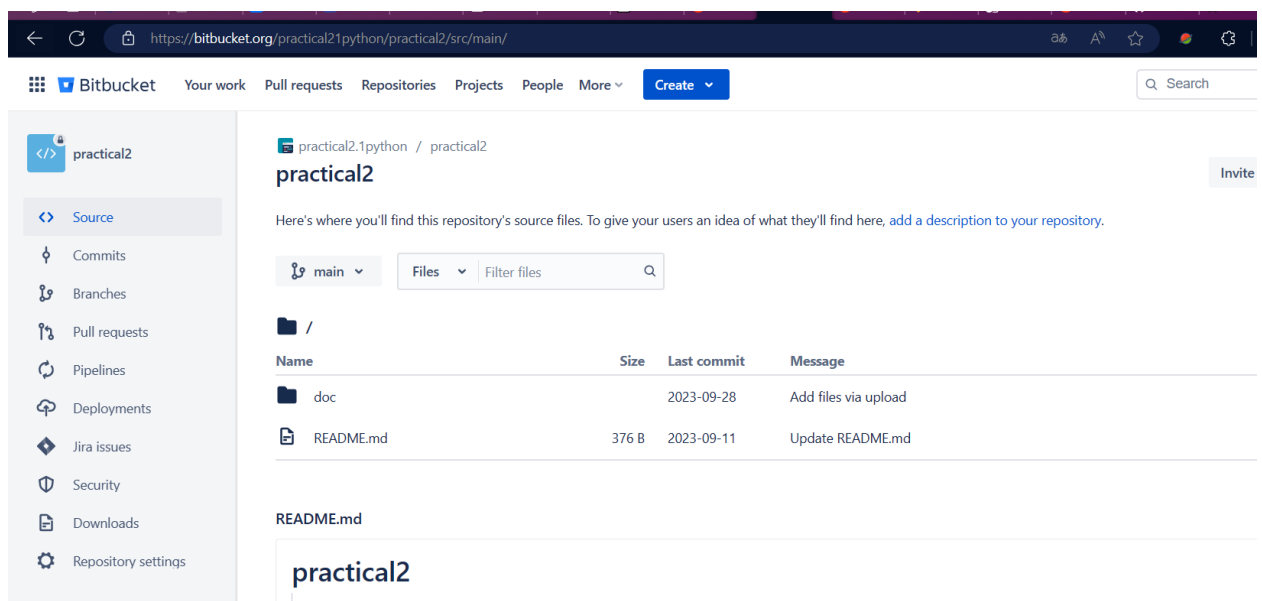 https://bitbucket.org/practical21python/practical2/src/main/
Bitbucket Your work Pull requests Repositories Projects People More Create Search
practical2
Source
Commits
Branches
Pull requests
Pipelines
Deployments
Jira issues
Security
Downloads
Repository settings
practical2.1python / practical2
practical2
Invite
Here's where you'll find this repository's source files. To give your users an idea of what they'll find here, add a description to your repository.
main Files Filter files
/
Name Size Last commit Message
doc 2023-09-28 Add files via upload
README.md 376 B 2023-09-11 Update README.md
README.md
practical2